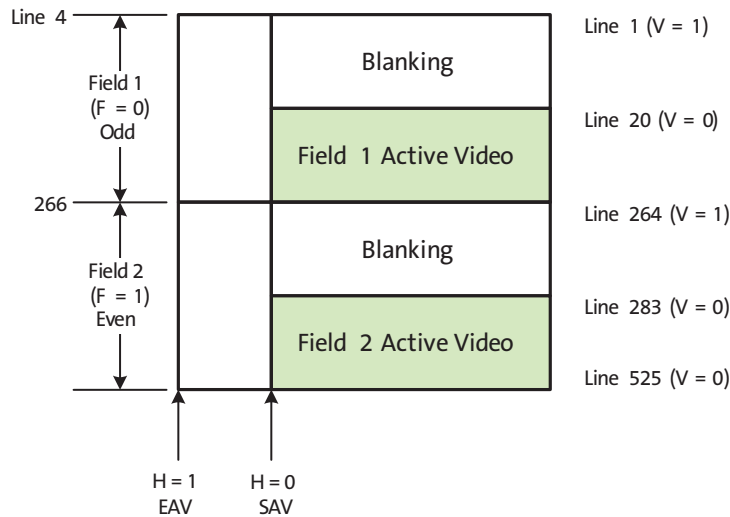 Line 4
Line 1 (V = 1)
Blanking
Field 1
(F = 0)
Odd
Line 20 (V = 0)
Field 1 Active Video
266
Line 264 (V = 1)
Blanking
Field 2
(F = 1)
Even
Line 283 (V = 0)
Field 2 Active Video
Line 525 (V = 0)
H = 1
EAV
H = 0
SAV